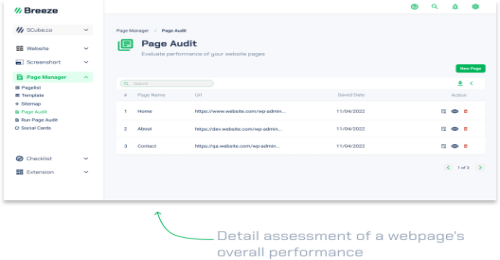 Breeze
SCube.co
Website
Screenshort
Page Manager
Pagelist
Template
Sitemap
Page Audit
Run Page Audit
Social Cards
Checklist
Extension
Page Manager > Page Audit
Page Audit
Evaluate performance of your website pages
New Page
Search
# Page Name Url Saved Date Action
1 Home https://www.website.com/wp-admin... 11/04/2022
2 About https://dev.website.com/wp-admin... 11/04/2022
3 Contact https://qa.website.com/wp-admin... 11/04/2022
< 1 of 3 >
Detail assessment of a webpage's
overall performance